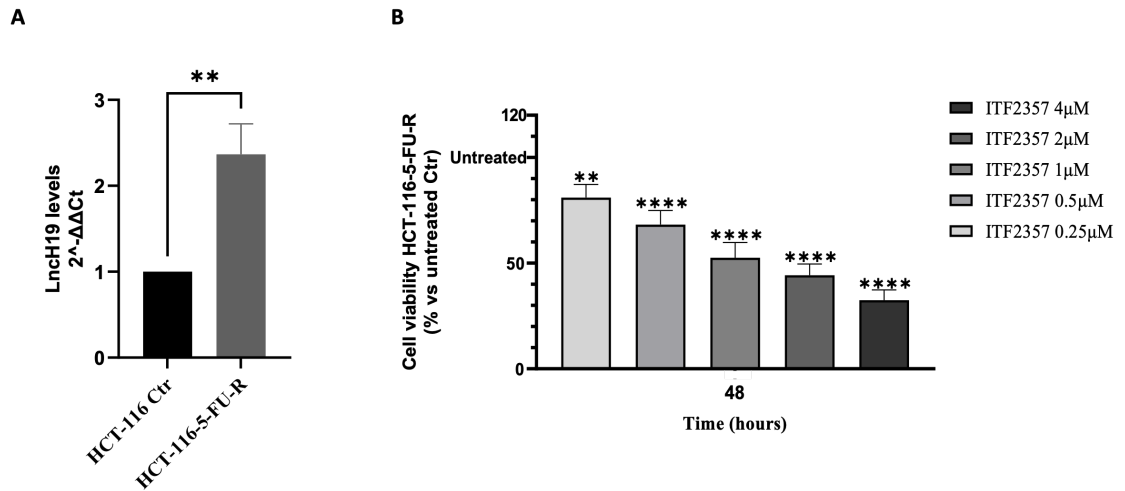 A
B
**
3
2
1
0
LncH19 levels
2^-ΔΔCt
HCT-116 Ctr
HCT-116-5-FU-R
Cell viability HCT-116-5-FU-R
(% vs untreated Ctr)
120
Untreated
50
0
**
****
****
****
****
48
Time (hours)
ITF2357 4μM
ITF2357 2μM
ITF2357 1μM
ITF2357 0.5μM
ITF2357 0.25μM